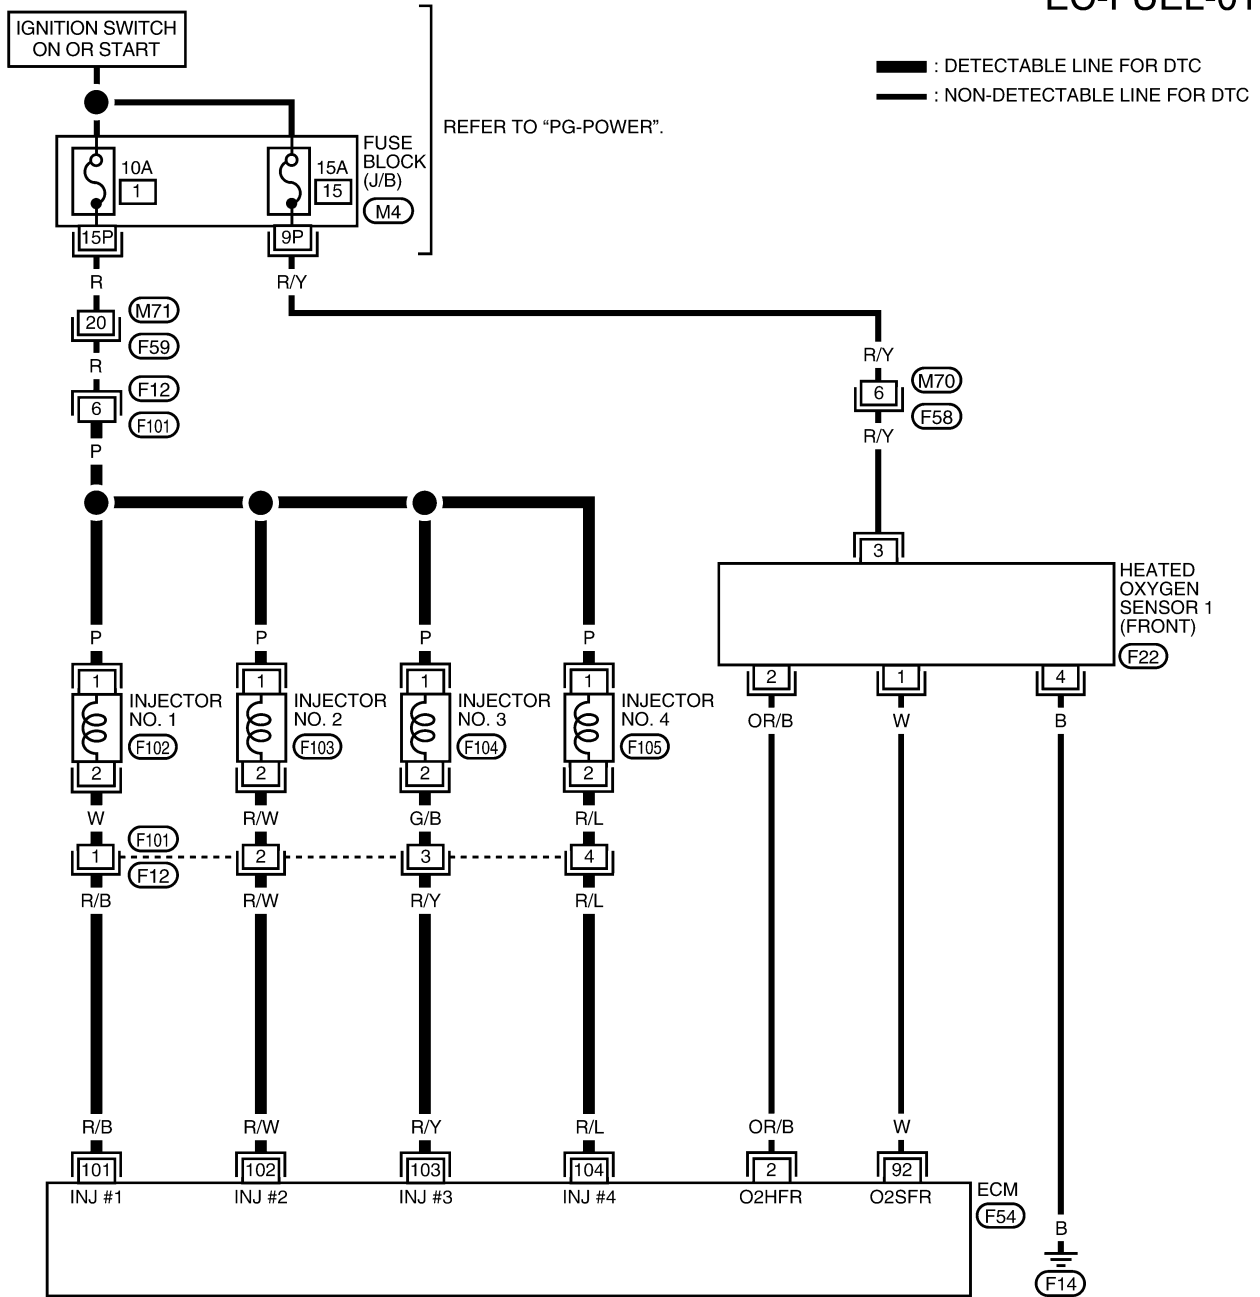 IGNITION SWITCH
ON OR START
: DETECTABLE LINE FOR DTC
: NON-DETECTABLE LINE FOR DTC
REFER TO “PG-POWER”.
10A
1
15A
15
FUSE
BLOCK
(J/B)
M4
15P
9P
R
R/Y
20
M71
F59
R
6
F12
F101
P
R/Y
6
M70
F58
R/Y
3
HEATED
OXYGEN
SENSOR 1
(FRONT)
F22
2
1
4
OR/B
W
B
P
P
P
P
1
1
1
1
INJECTOR
NO. 1
F102
INJECTOR
NO. 2
F103
INJECTOR
NO. 3
F104
INJECTOR
NO. 4
F105
2
2
2
2
W
R/W
G/B
R/L
F101
1
2
3
4
F12
R/B
R/W
R/Y
R/L
R/B
R/W
R/Y
R/L
OR/B
W
101
102
103
104
2
92
INJ #1
INJ #2
INJ #3
INJ #4
O2HFR
O2SFR
ECM
F54
B
F14